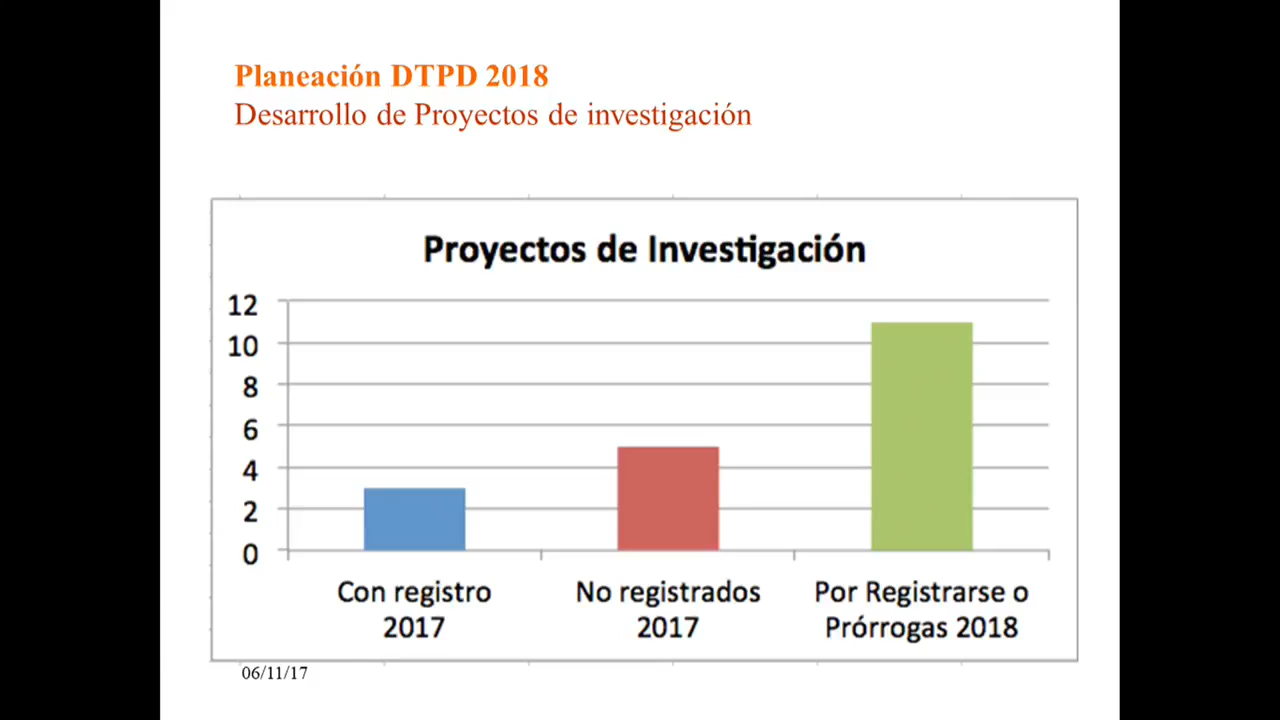 Planeación DTPD 2018
Desarrollo de Proyectos de investigación
Proyectos de Investigación
12
10
8
6
4
2
0
Con registro 2017
No registrados 2017
Por Registrarse o Prórrogas 2018
06/11/17